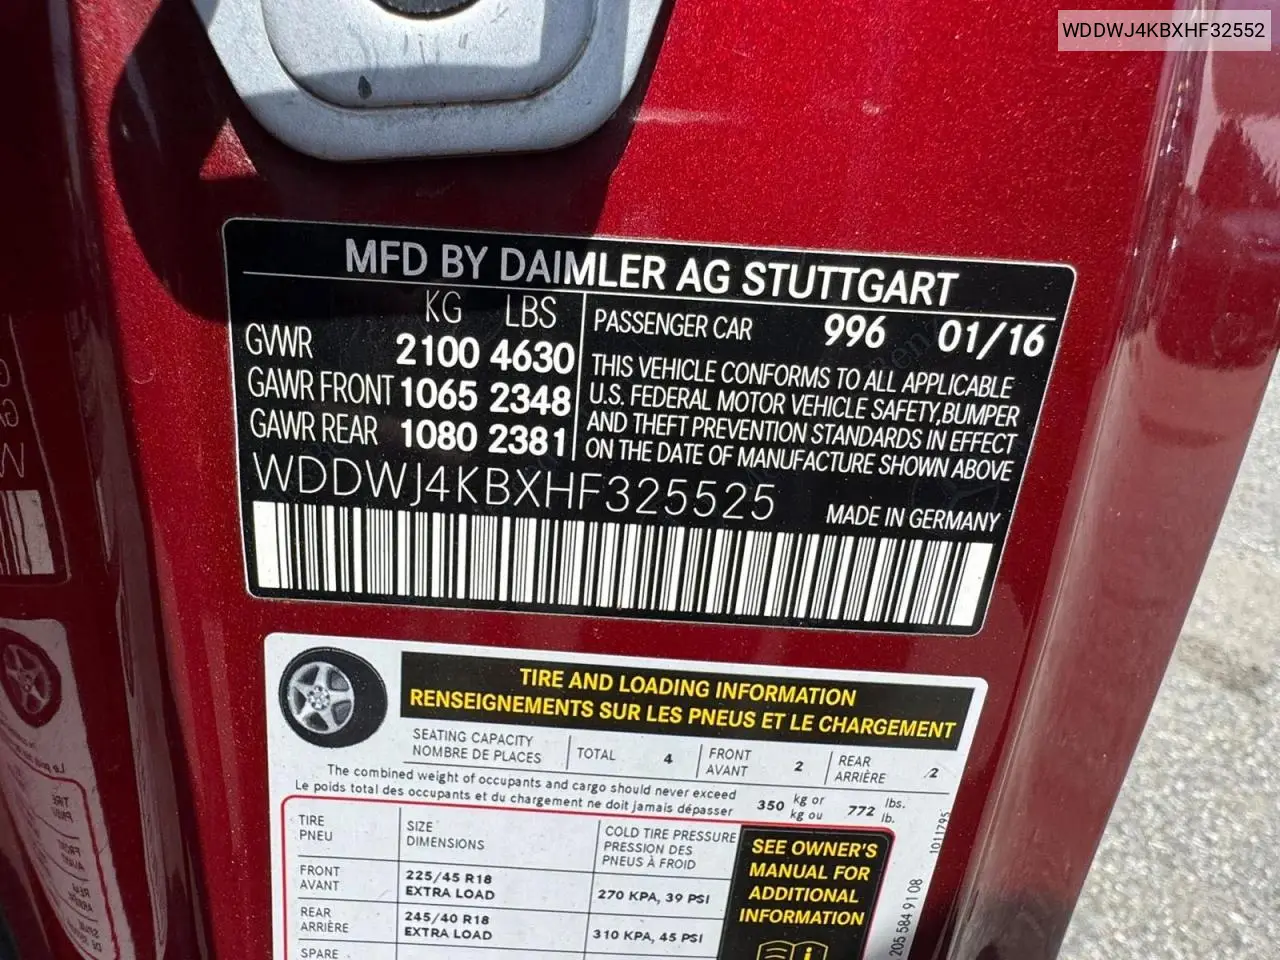 WDDWJ4KBXHF32552
MFD BY DAIMLER AG STUTTGART
KG LBS
GVWR 2100 4630
GAWR FRONT 1065 2348
GAWR REAR 1080 2381
PASSENGER CAR 996 01/16
THIS VEHICLE CONFORMS TO ALL APPLICABLE
U.S. FEDERAL MOTOR VEHICLE SAFETY,BUMPER
AND THEFT PREVENTION STANDARDS IN EFFECT
ON THE DATE OF MANUFACTURE SHOWN ABOVE
WDDWJ4KBXHF325525
MADE IN GERMANY
TIRE AND LOADING INFORMATION
RENSEIGNEMENTS SUR LES PNEUS ET LE CHARGEMENT
SEATING CAPACITY
NOMBRE DE PLACES
TOTAL 4
FRONT
AVANT
2
REAR
ARRIÈRE
2
The combined weight of occupants and cargo should never exceed
Le poids total des occupants et du chargement ne doit jamais dépasser
350 kg or
kg ou
772 lbs.
lb.
TIRE
PNEU
SIZE
DIMENSIONS
COLD TIRE PRESSURE
PRESSION DES
PNEUS À FROID
FRONT
AVANT
225/45 R18
EXTRA LOAD
270 KPA, 39 PSI
REAR
ARRIÈRE
245/40 R18
EXTRA LOAD
310 KPA, 45 PSI
SPARE
SEE OWNER'S
MANUAL FOR
ADDITIONAL
INFORMATION
1011795
205 584 91 08